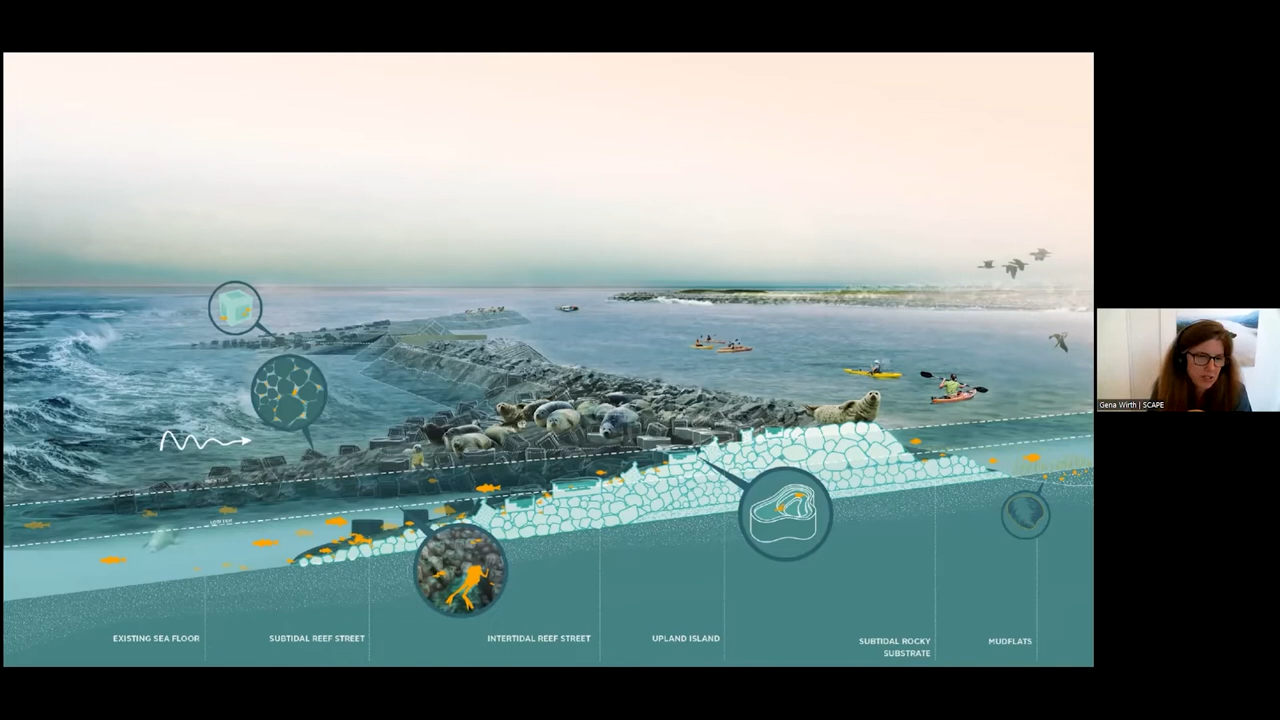 EXISTING SEA FLOOR
SUBTIDAL REEF STREET
INTERTIDAL REEF STREET
UPLAND ISLAND
SUBTIDAL ROCKY
SUBSTRATE
MUDFLATS
Gena Wirth | SCAPE